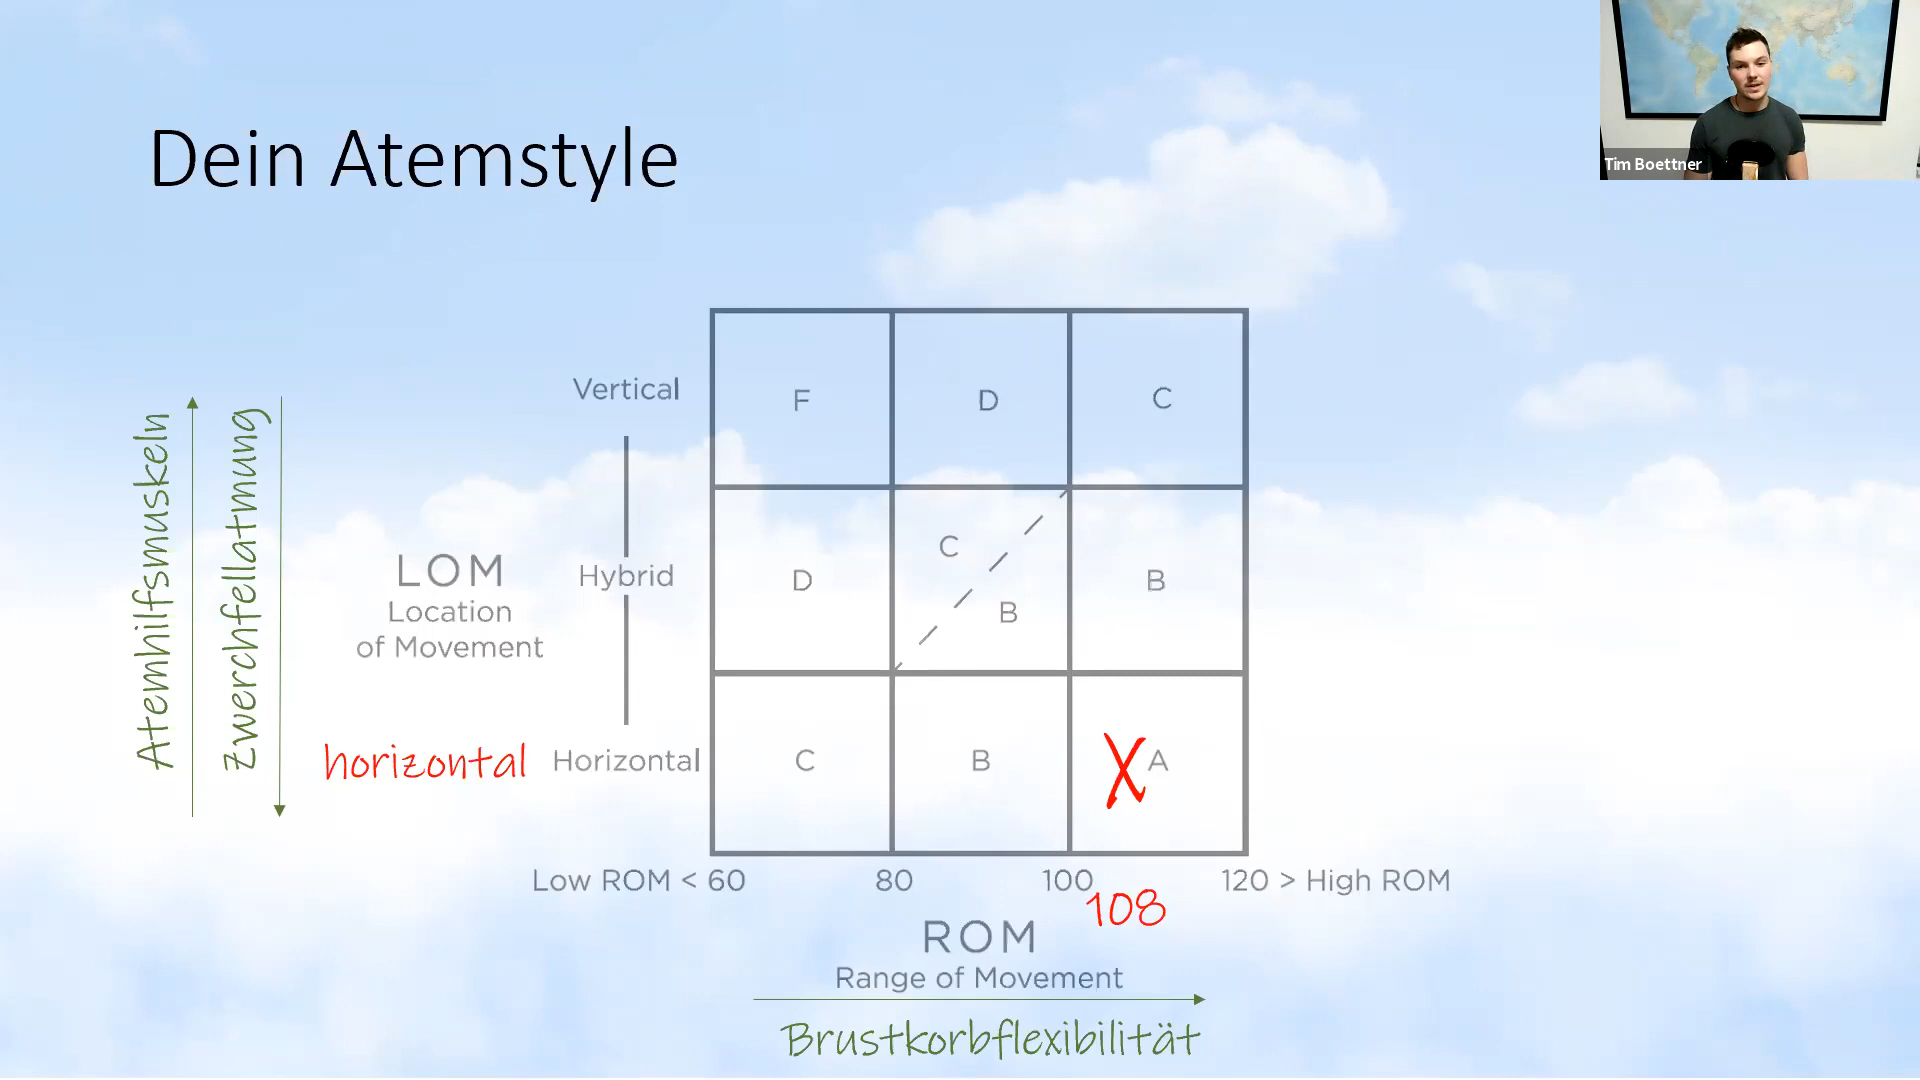 Dein Atemstyle
Tim Boettner
Atemhilfsmuskeln
Zwerchfellatmung
LOM
Location
of Movement
horizontal
Vertical
Hybrid
Horizontal
F
D
C
D
C
B
B
C
B
X A
Low ROM < 60
80
100
120 > High ROM
108
ROM
Range of Movement
Brustkorbflexibilität